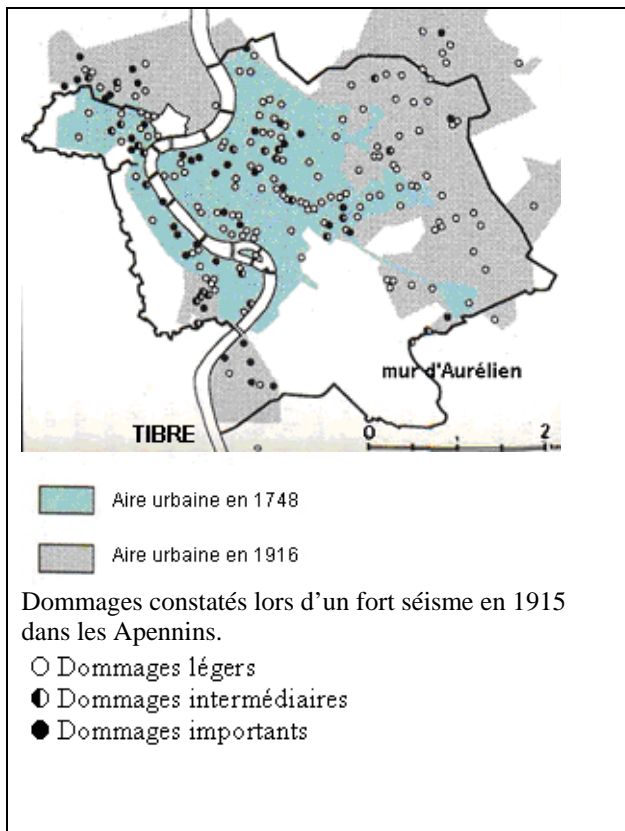 mur d'Aurélien
TIBRE
0 1 2
Aire urbaine en 1748
Aire urbaine en 1916
Dommages constatés lors d’un fort séisme en 1915
dans les Apennins.
Dommages légers
Dommages intermédiaires
Dommages importants